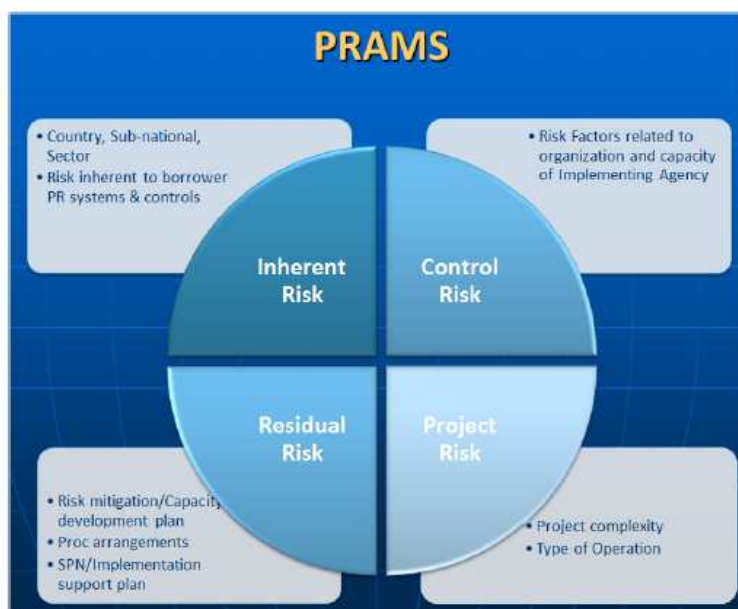 PRAMS
• Country, Sub-national,
Sector
• Risk inherent to borrower
PR systems & controls
• Risk Factors related to
organization and capacity
of Implementing Agency
Inherent
Risk
Control
Risk
Residual
Risk
Project
Risk
• Risk mitigation/Capacity
development plan
• Proc arrangements
• SPN/Implementation
support plan
• Project complexity
• Type of Operation